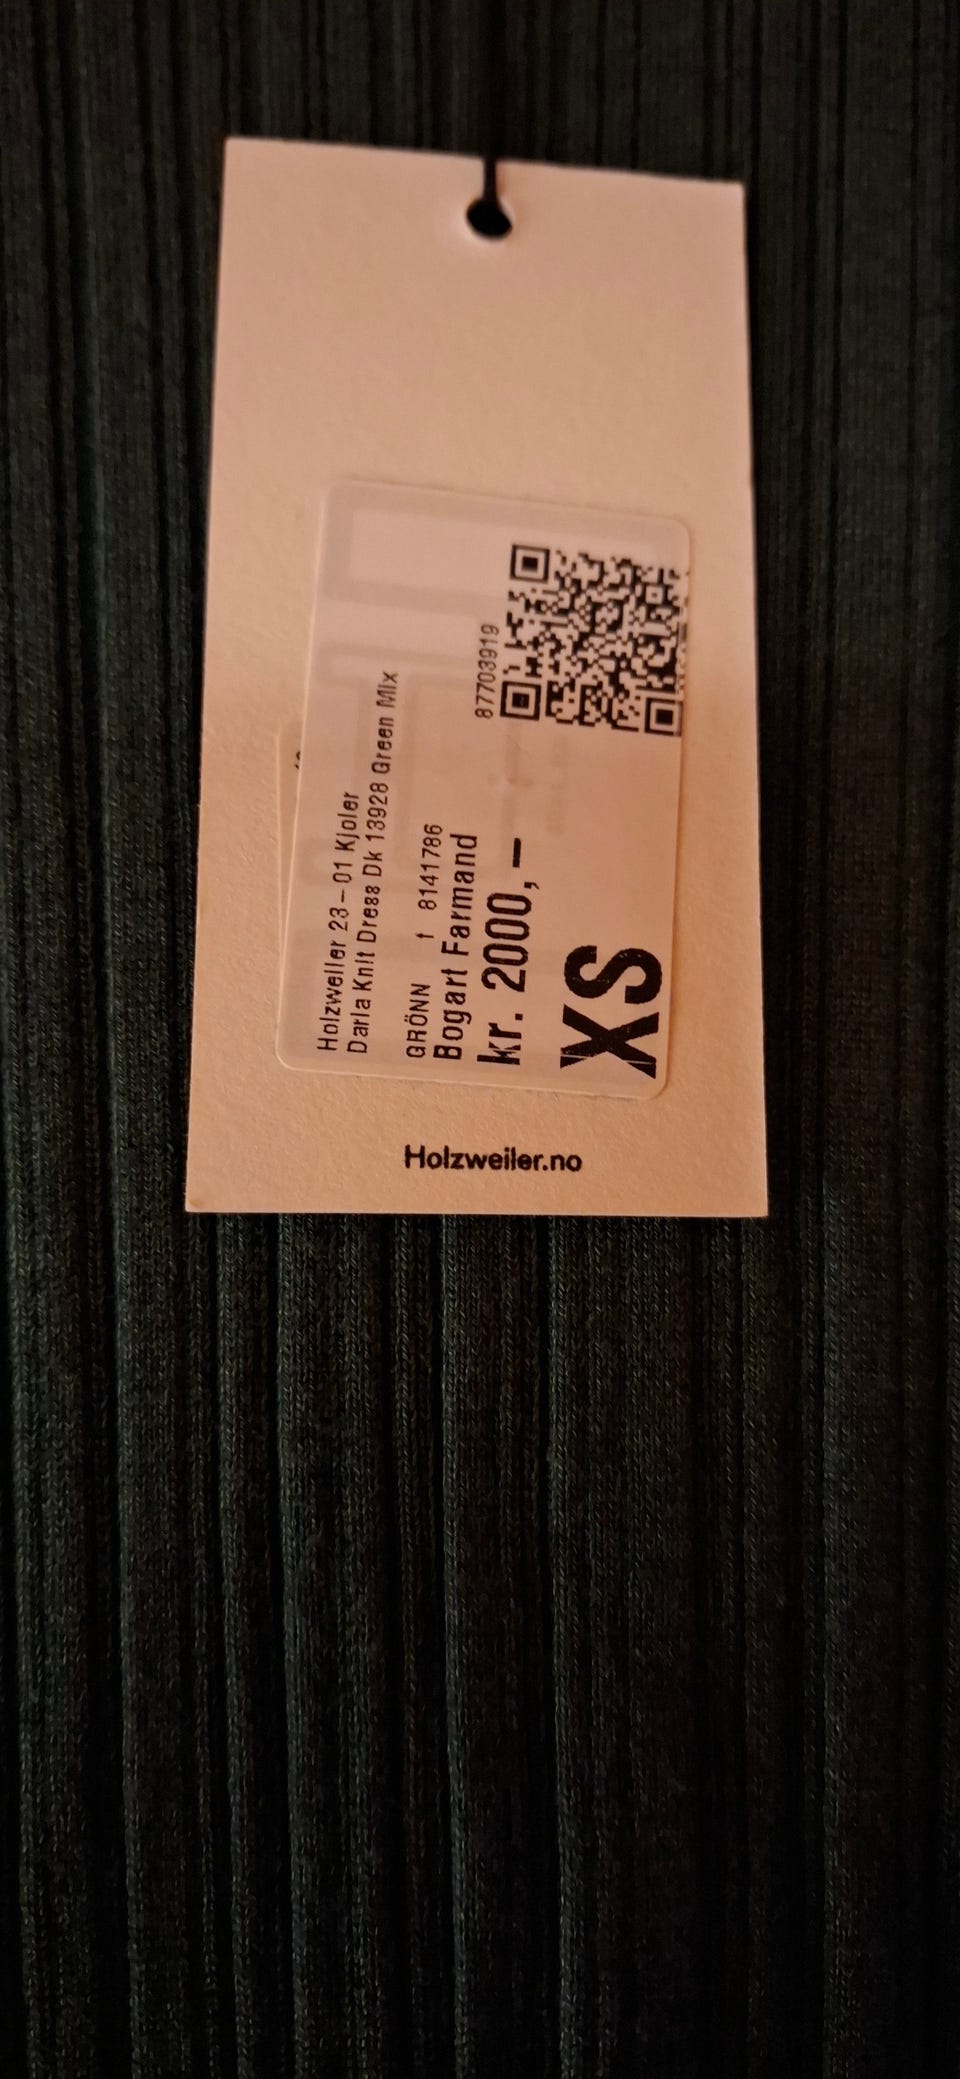 Holzweiler 23-01 Kjoler
Darla Knit Dress Dk 13928 Green Mix
GRÖNN t 8141786
Bogart Farmand
87703919
kr. 2000,-
XS
Holzweiler.no